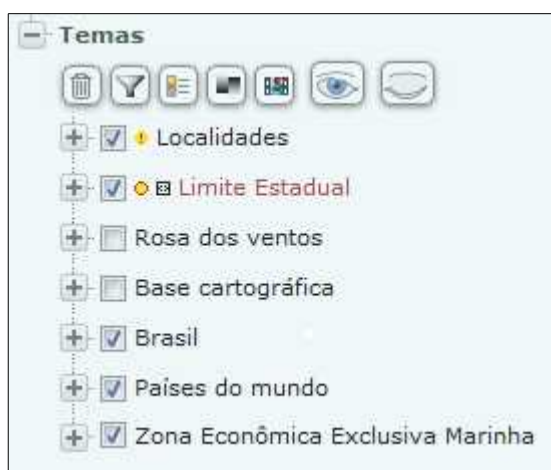 Temas
Localidades
Limite Estadual
Rosa dos ventos
Base cartográfica
Brasil
Países do mundo
Zona Econômica Exclusiva Marinha